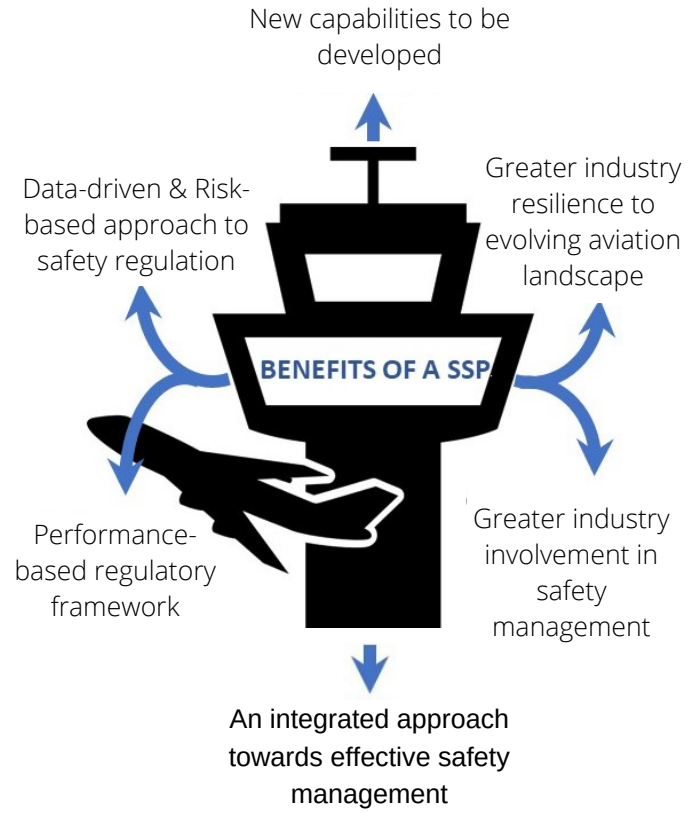 New capabilities to be
developed
Data-driven & Risk-
based approach to
safety regulation
Greater industry
resilience to
evolving aviation
landscape
BENEFITS OF A SSP
Performance-
based regulatory
framework
Greater industry
involvement in
safety
management
An integrated approach
towards effective safety
management